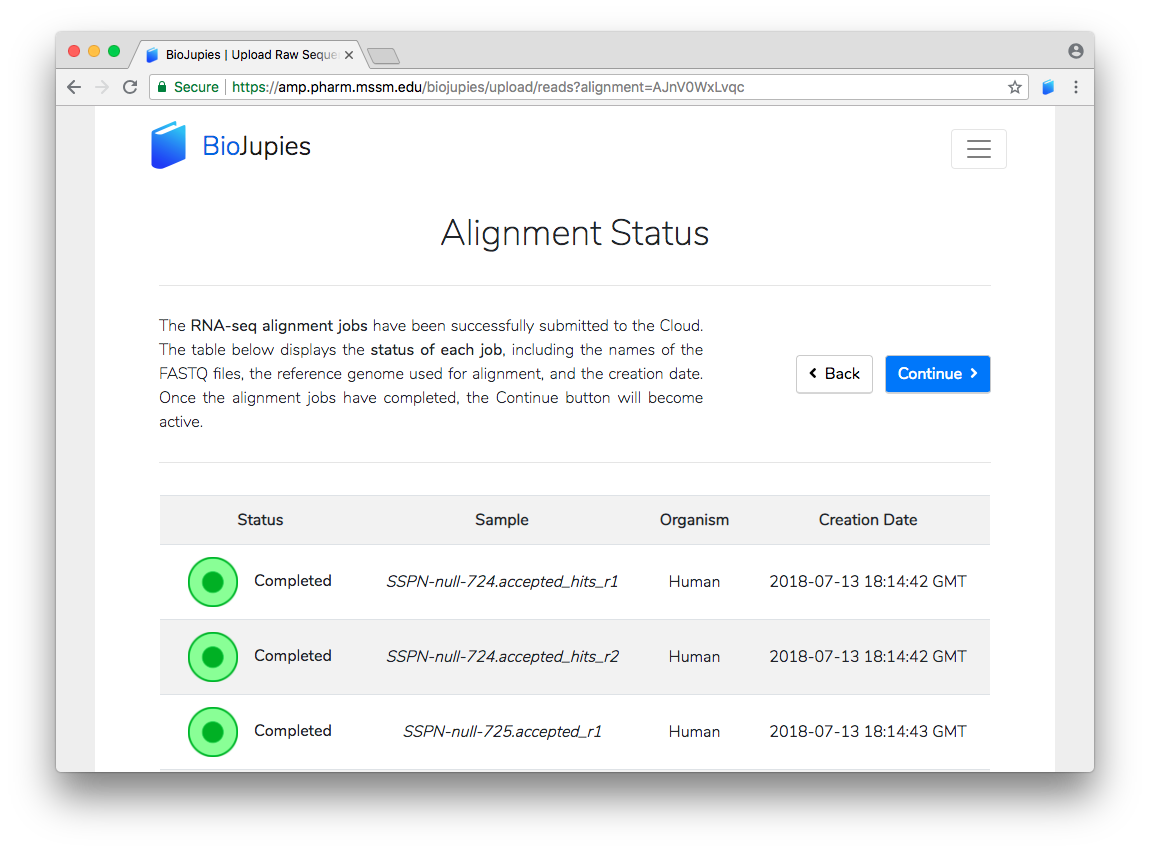 BioJupies | Upload Raw Seque
Secure https://amp.pharm.mssm.edu/biojupies/upload/reads?alignment=AJnV0WxLvqc
BioJupies
Alignment Status
The RNA-seq alignment jobs have been successfully submitted to the Cloud.
The table below displays the status of each job, including the names of the
FASTQ files, the reference genome used for alignment, and the creation date.
Once the alignment jobs have completed, the Continue button will become
active.
Back Continue
Status Sample Organism Creation Date
Completed SSPN-null-724.accepted_hits_r1 Human 2018-07-13 18:14:42 GMT
Completed SSPN-null-724.accepted_hits_r2 Human 2018-07-13 18:14:42 GMT
Completed SSPN-null-725.accepted_r1 Human 2018-07-13 18:14:43 GMT